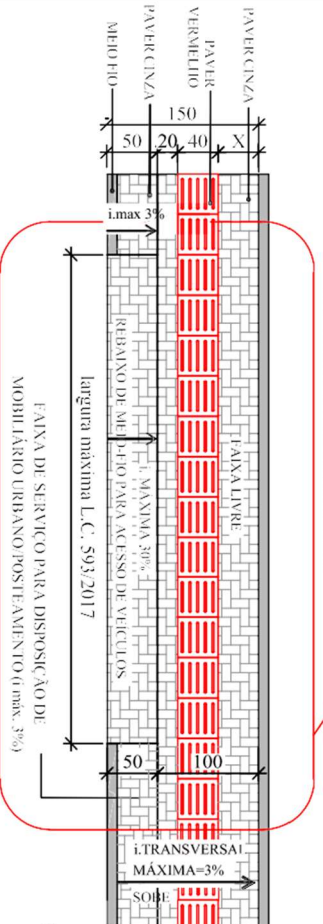 PAVER CINZA
PAVER
VERMELHO
PAVER CINZA
MEIO FIO
150
50
20
40
X
i.max 3%
FAIXA LIVRE
i. MÁXIMA 30%
REBAIXO DE MEIO-FIO PARA ACESSO DE VEÍCULOS
largura máxima L.C. 593/2017
FAIXA DE SERVIÇO PARA DISPOSIÇÃO DE
MOBILIÁRIO URBANO/POSTEAMENTO (i máx. 3%)
50
100
i.TRANSVERSAL
MÁXIMA=3%
SOBE